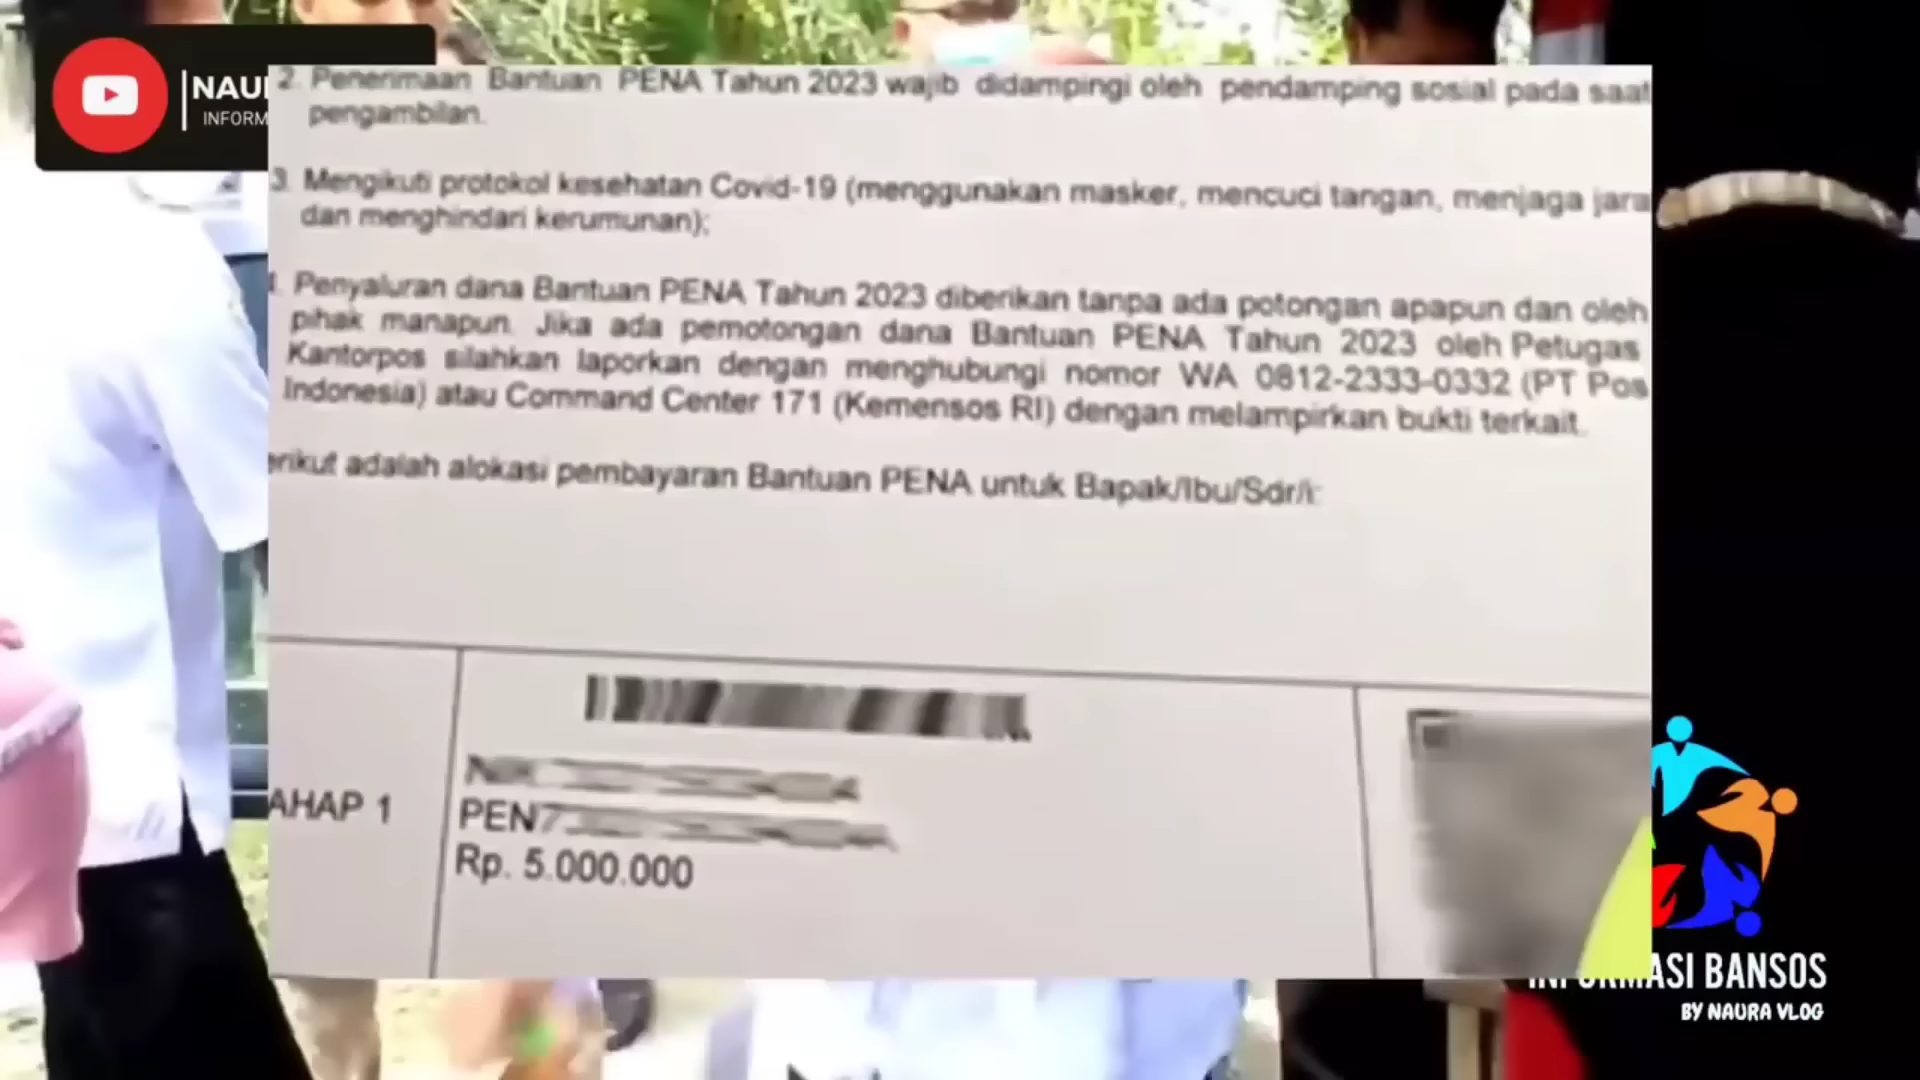 NAU
INFORM
2. Penerimaan Bantuan PENA Tahun 2023 wajib didampingi oleh pendamping sosial pada saat
pengambilan.
3. Mengikuti protokol kesehatan Covid-19 (menggunakan masker, mencuci tangan, menjaga jara
dan menghindari kerumunan);
Penyaluran dana Bantuan PENA Tahun 2023 diberikan tanpa ada potongan apapun dan oleh
pihak manapun. Jika ada pemotongan dana Bantuan PENA Tahun 2023 oleh Petugas
Kantorpos silahkan laporkan dengan menghubungi nomor WA 0812-2333-0332 (PT Pos
Indonesia) atau Command Center 171 (Kemensos RI) dengan melampirkan bukti terkait.
erikut adalah alokasi pembayaran Bantuan PENA untuk Bapak/Ibu/Sdr/i:
AHAP 1
NIK
PEN7
Rp. 5.000.000
INFORMASI BANSOS
BY NAURA VLOG